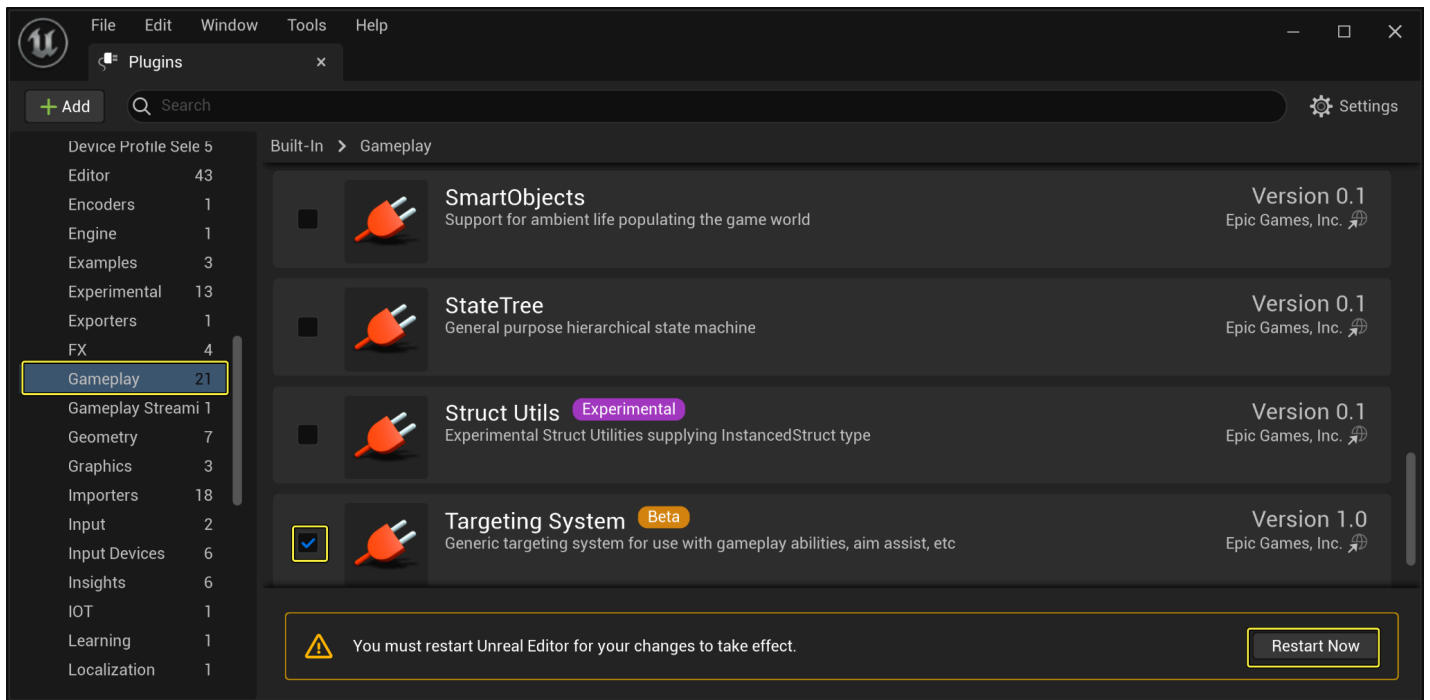 File Edit Window Tools Help
Plugins
Add Search Settings
Device Profile Sele 5
Editor 43
Encoders 1
Engine 1
Examples 3
Experimental 13
Exporters 1
FX 4
Gameplay 21
Gameplay Streami 1
Geometry 7
Graphics 3
Importers 18
Input 2
Input Devices 6
Insights 6
IOT 1
Learning 1
Localization 1
Built-In > Gameplay
SmartObjects Version 0.1
Support for ambient life populating the game world Epic Games, Inc.
StateTree Version 0.1
General purpose hierarchical state machine Epic Games, Inc.
Struct Utils Experimental Version 0.1
Experimental Struct Utilities supplying InstancedStruct type Epic Games, Inc.
Targeting System Beta Version 1.0
Generic targeting system for use with gameplay abilities, aim assist, etc Epic Games, Inc.
You must restart Unreal Editor for your changes to take effect. Restart Now